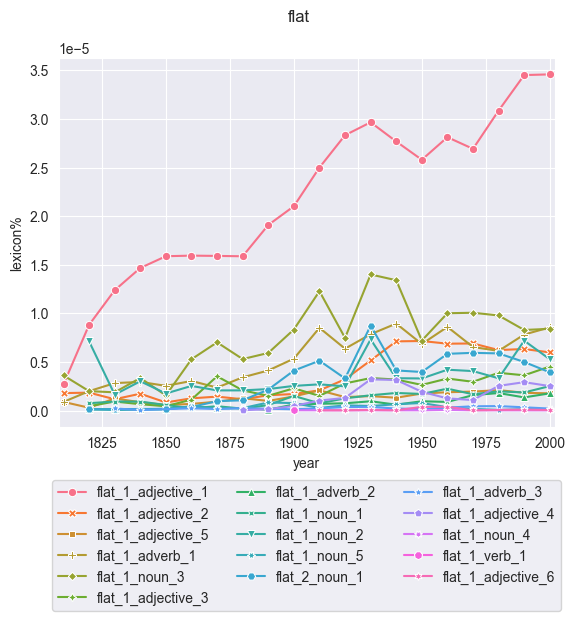 flat
1e−5
3.5
3.0
2.5
2.0
1.5
1.0
0.5
0.0
lexicon%
1825 1850 1875 1900 1925 1950 1975 2000
year
flat_1_adjective_1 flat_1_adverb_2 flat_1_adverb_3
flat_1_adjective_2 flat_1_noun_1 flat_1_adjective_4
flat_1_adjective_5 flat_1_noun_2 flat_1_noun_4
flat_1_adverb_1 flat_1_noun_5 flat_1_verb_1
flat_1_noun_3 flat_2_noun_1 flat_1_adjective_6
flat_1_adjective_3